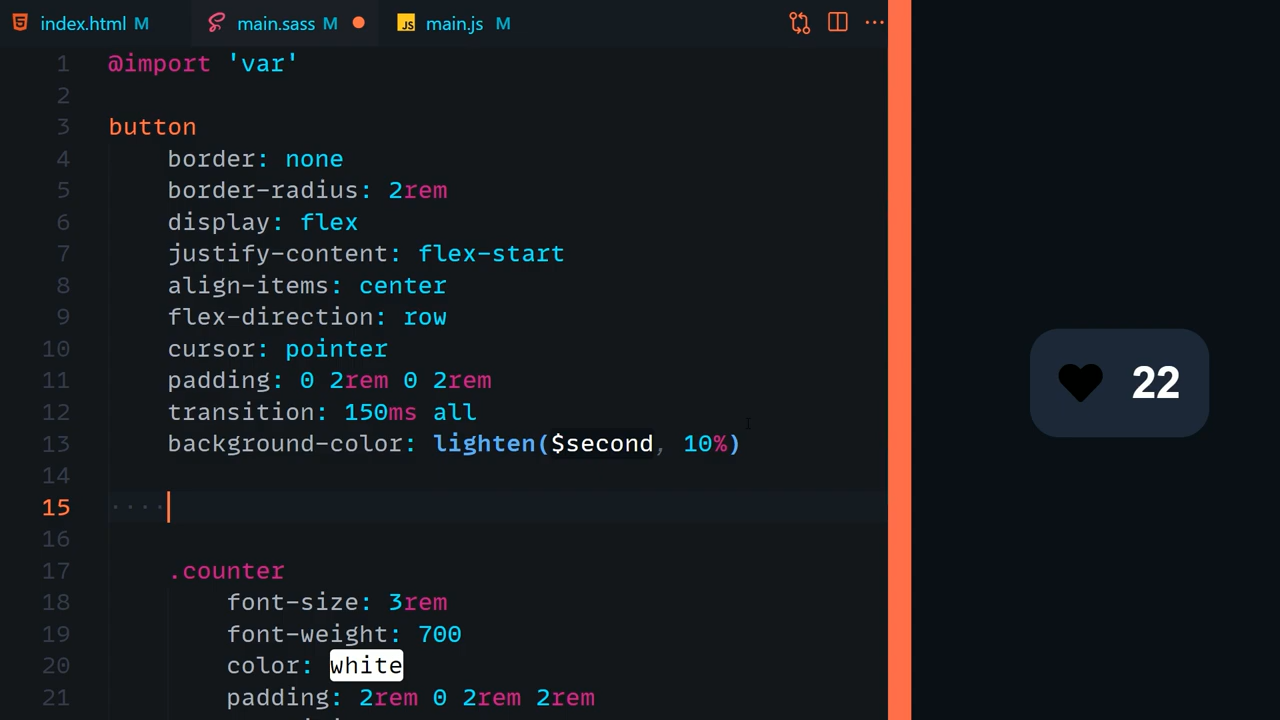 index.html M main.sass M JS main.js M
1 @import 'var'
2
3 button
4 border: none
5 border-radius: 2rem
6 display: flex
7 justify-content: flex-start
8 align-items: center
9 flex-direction: row
10 cursor: pointer
11 padding: 0 2rem 0 2rem
12 transition: 150ms all
13 background-color: lighten($second, 10%)
14
15
16
17 .counter
18 font-size: 3rem
19 font-weight: 700
20 color: white
21 padding: 2rem 0 2rem 2rem
22